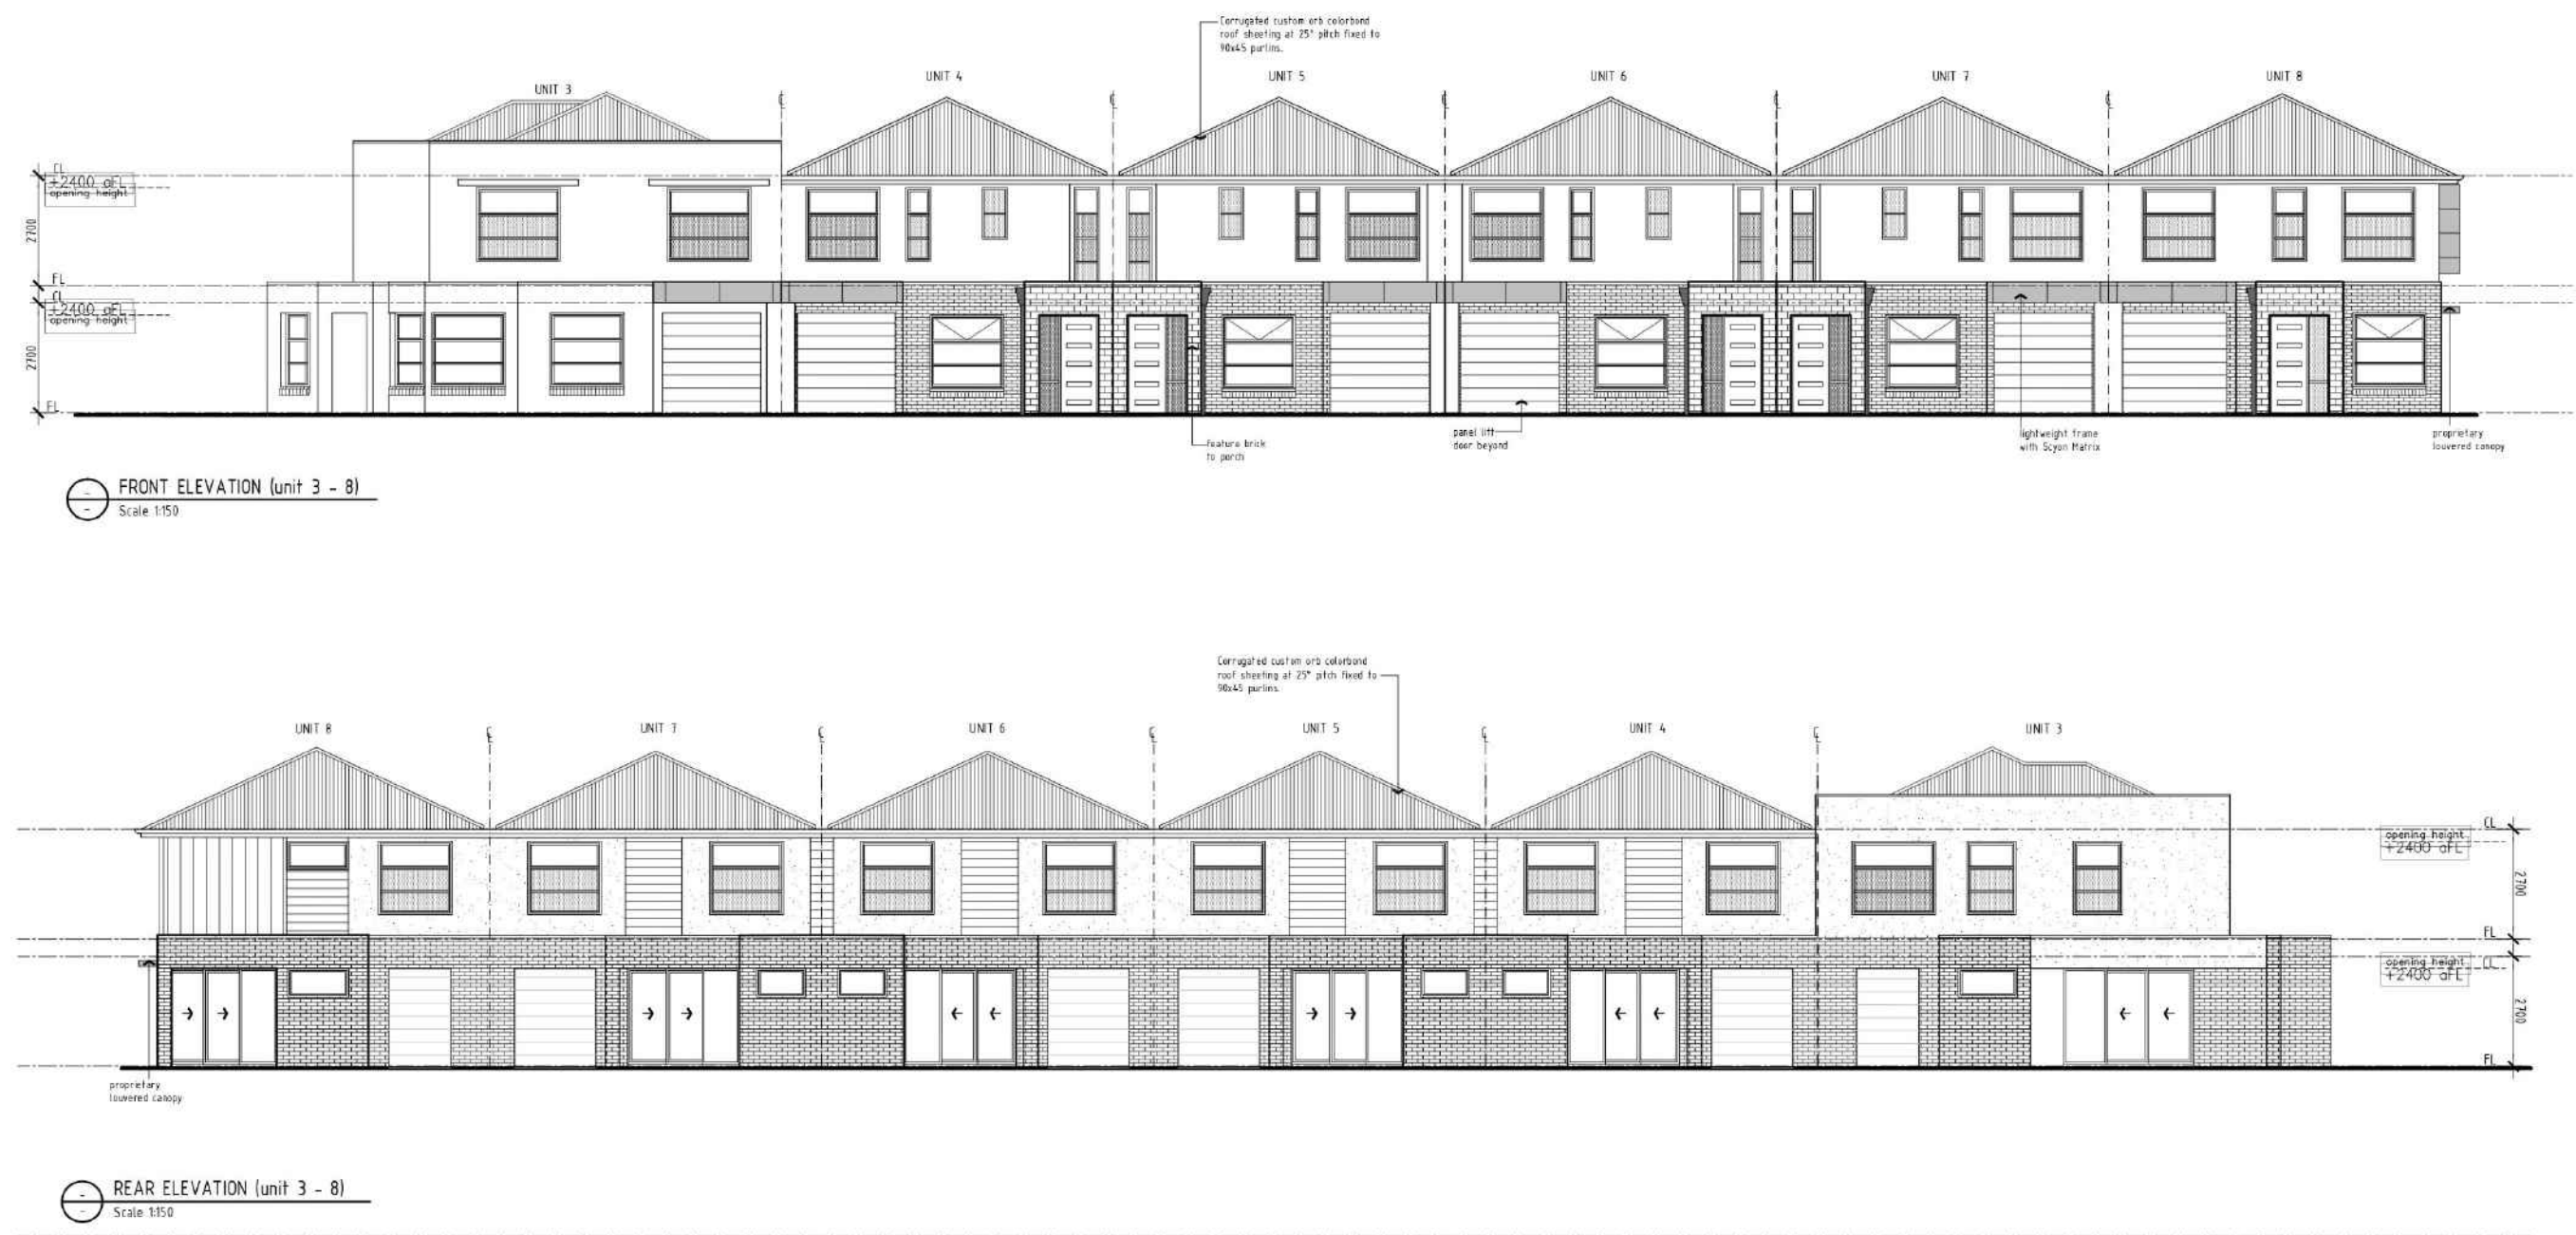 Corrugated custom orb colorbond
roof sheeting at 25° pitch fixed to
90x45 purlins.
UNIT 3
UNIT 4
UNIT 5
UNIT 6
UNIT 7
UNIT 8
CL
+2400 aFL
opening height
2700
FL
CL
+2400 aFL
opening height
2700
FL
feature brick
to porch
panel lift
door beyond
lightweight frame
with Scyon Matrix
proprietary
louvered canopy
FRONT ELEVATION (unit 3 - 8)
Scale 1:150
Corrugated custom orb colorbond
roof sheeting at 25° pitch fixed to
90x45 purlins.
UNIT 8
UNIT 7
UNIT 6
UNIT 5
UNIT 4
UNIT 3
CL
opening height
+2400 aFL
2700
FL
opening height
CL
+2400 aFL
2700
FL
proprietary
louvered canopy
REAR ELEVATION (unit 3 - 8)
Scale 1:150